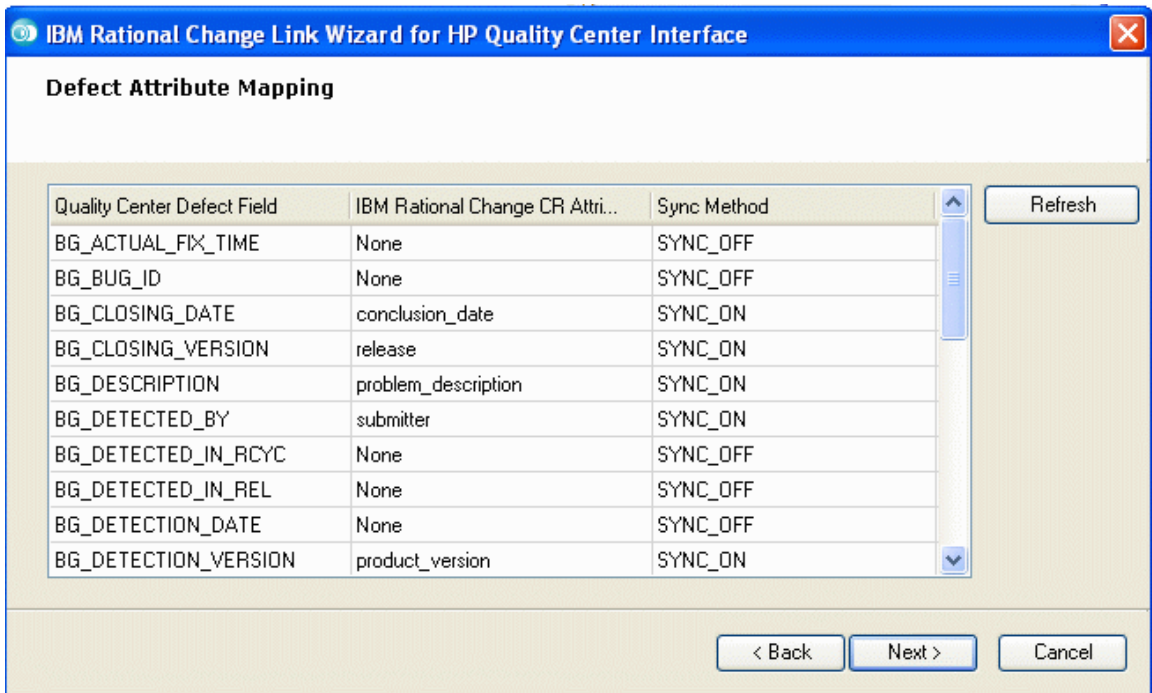 IBM Rational Change Link Wizard for HP Quality Center Interface
Defect Attribute Mapping
Quality Center Defect Field IBM Rational Change CR Attri... Sync Method
Refresh
BG_ACTUAL_FIX_TIME None SYNC_OFF
BG_BUG_ID None SYNC_OFF
BG_CLOSING_DATE conclusion_date SYNC_ON
BG_CLOSING_VERSION release SYNC_ON
BG_DESCRIPTION problem_description SYNC_ON
BG_DETECTED_BY submitter SYNC_ON
BG_DETECTED_IN_RCYC None SYNC_OFF
BG_DETECTED_IN_REL None SYNC_OFF
BG_DETECTION_DATE None SYNC_OFF
BG_DETECTION_VERSION product_version SYNC_ON
< Back Next > Cancel